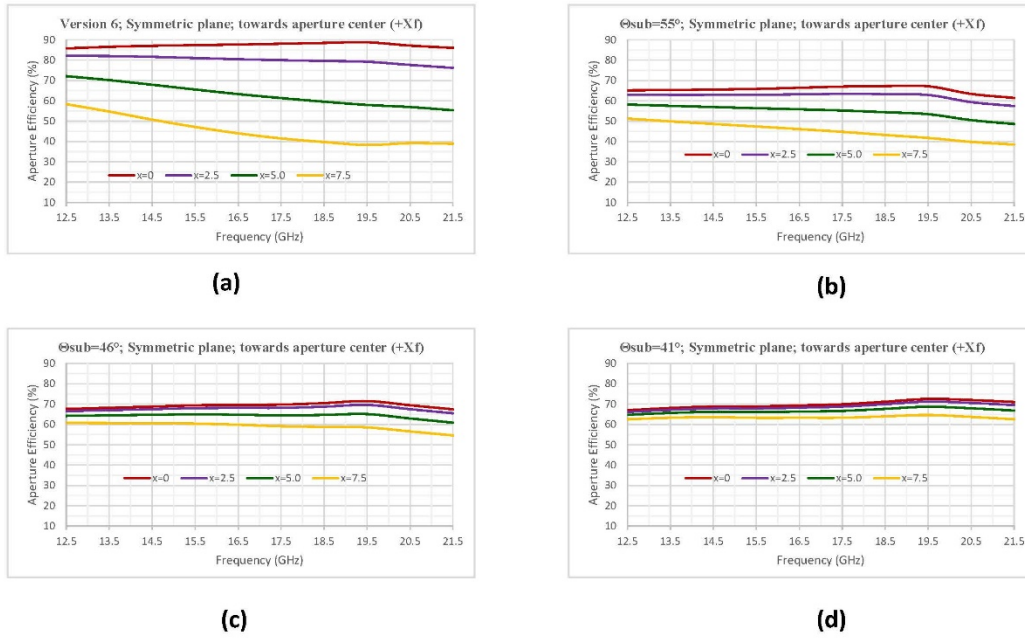 Version 6; Symmetric plane; towards aperture center (+Xf)
Aperture Efficiency (%)
90
80
70
60
50
40
30
20
10
x=0 x=2.5 x=5.0 x=7.5
12.5 13.5 14.5 15.5 16.5 17.5 18.5 19.5 20.5 21.5
Frequency (GHz)
(a)
Θsub=55°; Symmetric plane; towards aperture center (+Xf)
Aperture Efficiency (%)
90
80
70
60
50
40
30
20
10
x=0 x=2.5 x=5.0 x=7.5
12.5 13.5 14.5 15.5 16.5 17.5 18.5 19.5 20.5 21.5
Frequency (GHz)
(b)
Θsub=46°; Symmetric plane; towards aperture center (+Xf)
Aperture Efficiency (%)
90
80
70
60
50
40
30
20
10
x=0 x=2.5 x=5.0 x=7.5
12.5 13.5 14.5 15.5 16.5 17.5 18.5 19.5 20.5 21.5
Frequency (GHz)
(c)
Θsub=41°; Symmetric plane; towards aperture center (+Xf)
Aperture Efficiency (%)
90
80
70
60
50
40
30
20
10
x=0 x=2.5 x=5.0 x=7.5
12.5 13.5 14.5 15.5 16.5 17.5 18.5 19.5 20.5 21.5
Frequency (GHz)
(d)